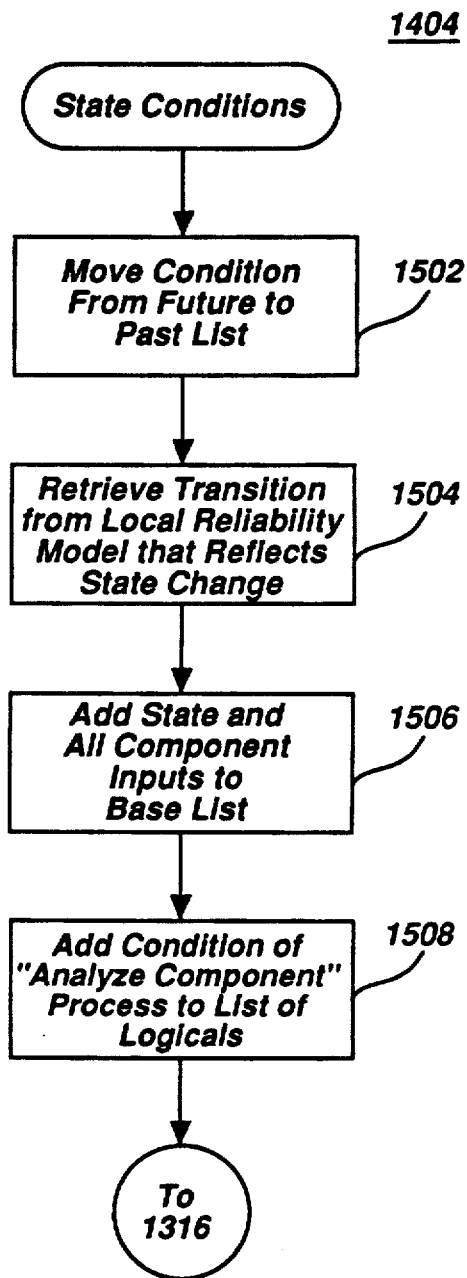 1404
State Conditions
Move Condition
From Future to
Past List
1502
Retrieve Transition
from Local Reliability
Model that Reflects
State Change
1504
Add State and
All Component
Inputs to
Base List
1506
Add Condition of
"Analyze Component"
Process to List of
Logicals
1508
To
1316